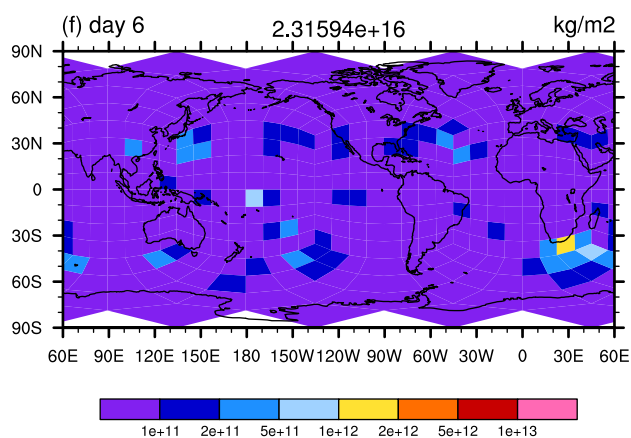 (f) day 6 2.31594e+16 kg/m2
90N
60N
30N
0
30S
60S
90S
60E 90E 120E 150E 180 150W 120W 90W 60W 30W 0 30E 60E
1e+11 2e+11 5e+11 1e+12 2e+12 5e+12 1e+13